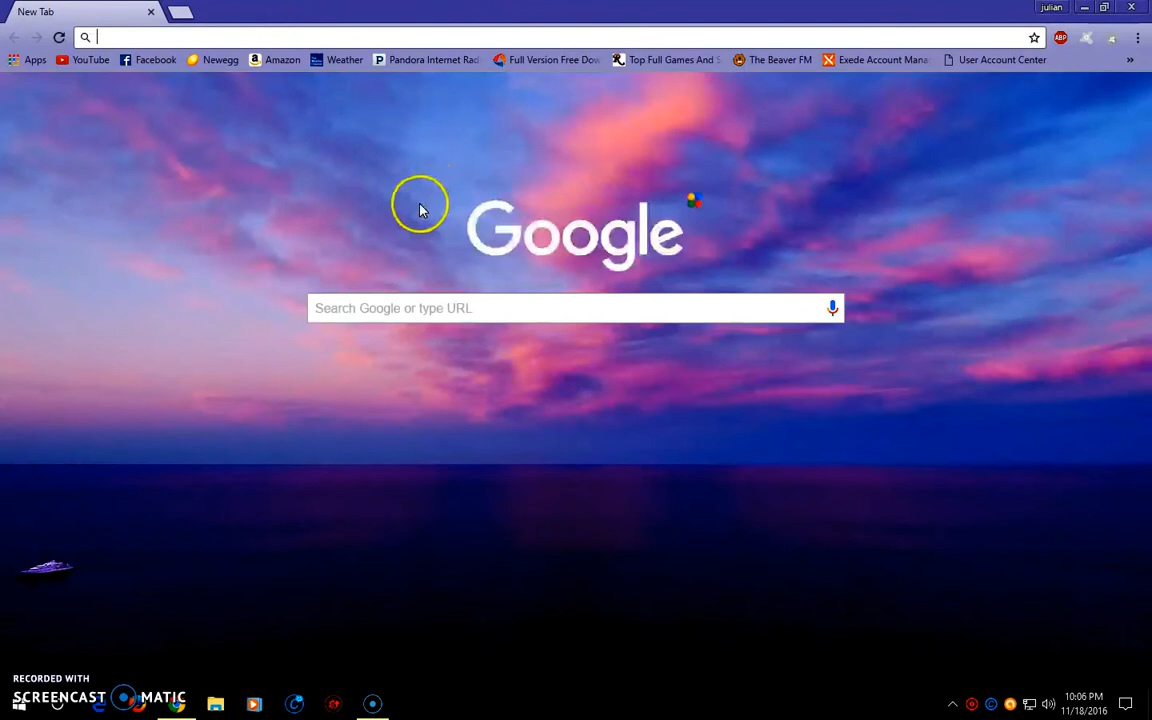 New Tab
julian
Apps YouTube Facebook Newegg Amazon Weather Pandora Internet Rad Full Version Free Dow Top Full Games And S The Beaver FM Exede Account Mana User Account Center »
ABP
Google
Search Google or type URL
RECORDED WITH
SCREENCAST MATIC
10:06 PM
11/18/2016